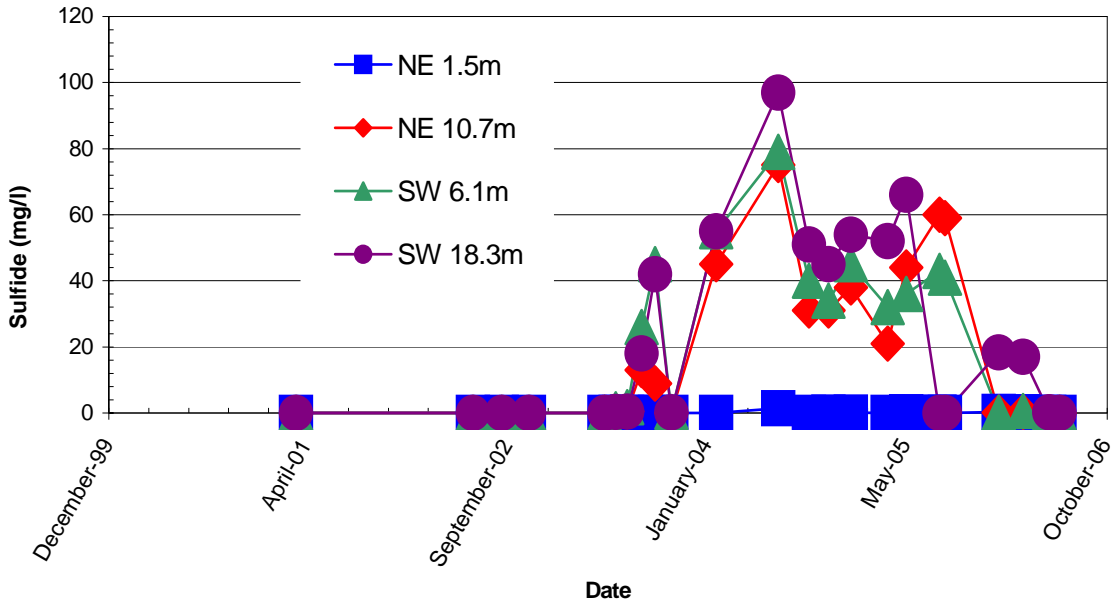 120
100
80
60
40
20
0
Sulfide (mg/l)
NE 1.5m
NE 10.7m
SW 6.1m
SW 18.3m
December-99
April-01
September-02
January-04
May-05
October-06
Date